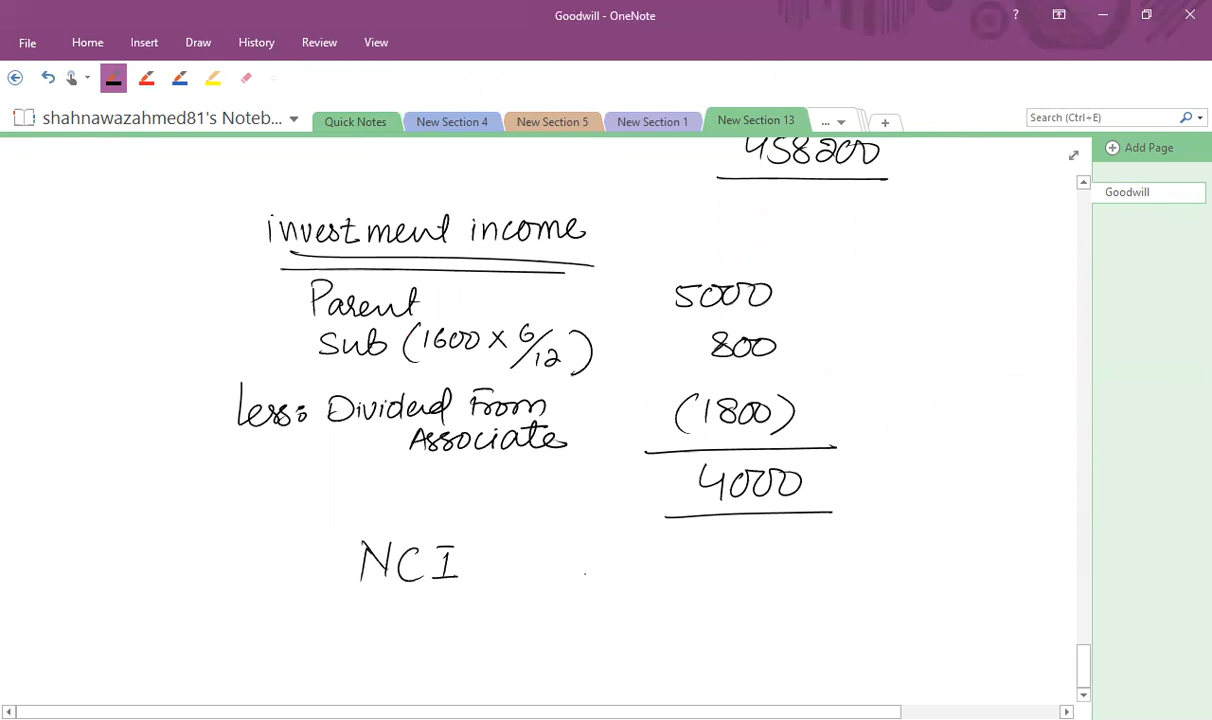 Goodwill - OneNote
?
File Home Insert Draw History Review View
shahnawazahmed81's Noteb... Quick Notes New Section 4 New Section 5 New Section 1 New Section 13 ... + Search (Ctrl+E)
Add Page
Goodwill
458200
investment income
Parent 5000
Sub (1600 × 6/12) 800
less: Dividend From (1800)
Associate
4000
NCI